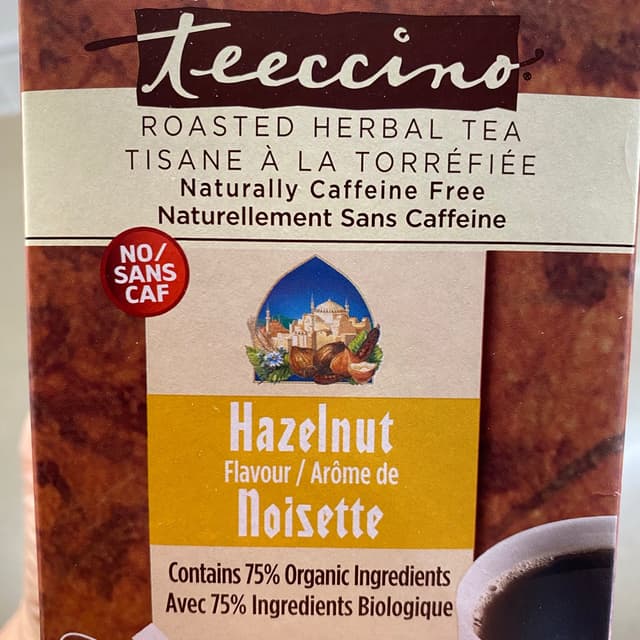 teeccino®
ROASTED HERBAL TEA
TISANE À LA TORRÉFIÉE
Naturally Caffeine Free
Naturellement Sans Caffeine
NO/
SANS
CAF
Hazelnut
Flavour / Arôme de
Noisette
Contains 75% Organic Ingredients
Avec 75% Ingredients Biologique